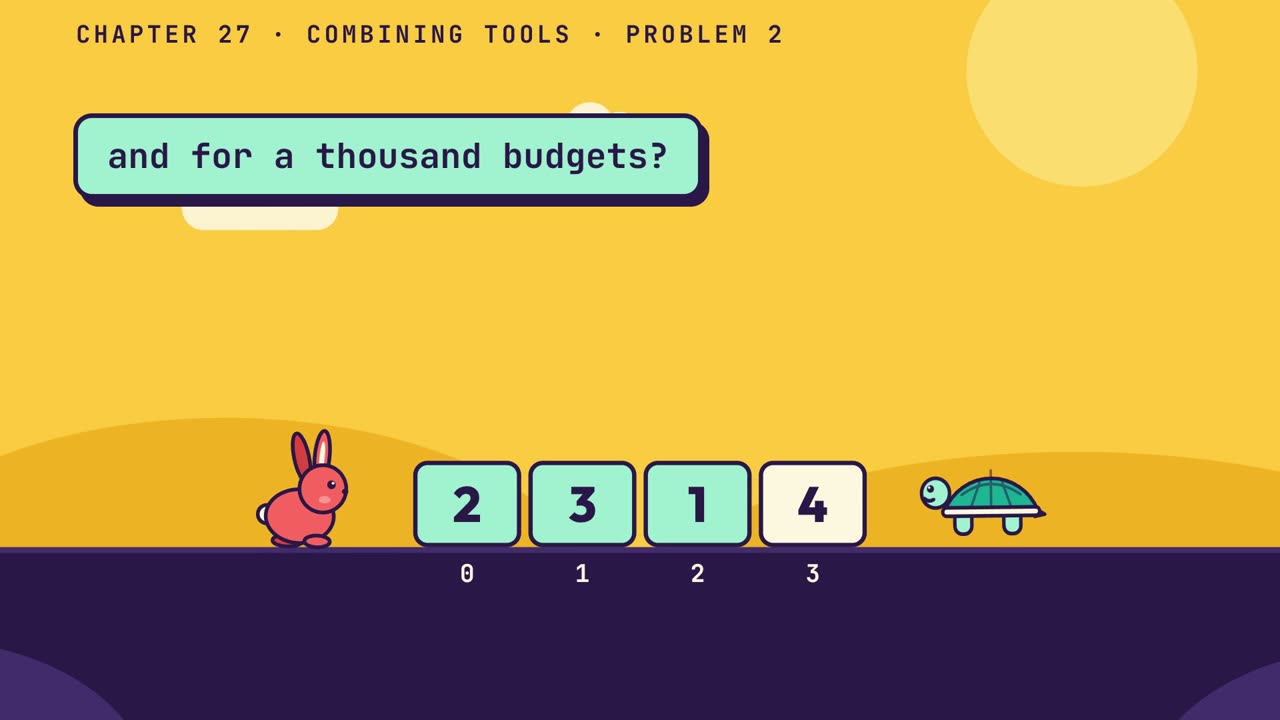 CHAPTER 27 · COMBINING TOOLS · PROBLEM 2
and for a thousand budgets?
2 3 1 4
0 1 2 3